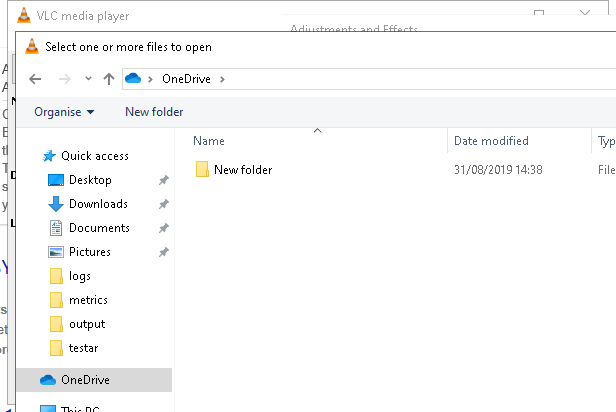 VLC media player
Adjustments and Effects
Select one or more files to open
OneDrive
Organise
New folder
Name
Date modified
Quick access
New folder
31/08/2019 14:38
File
Desktop
Downloads
Documents
Pictures
logs
metrics
output
testar
OneDrive
This PC